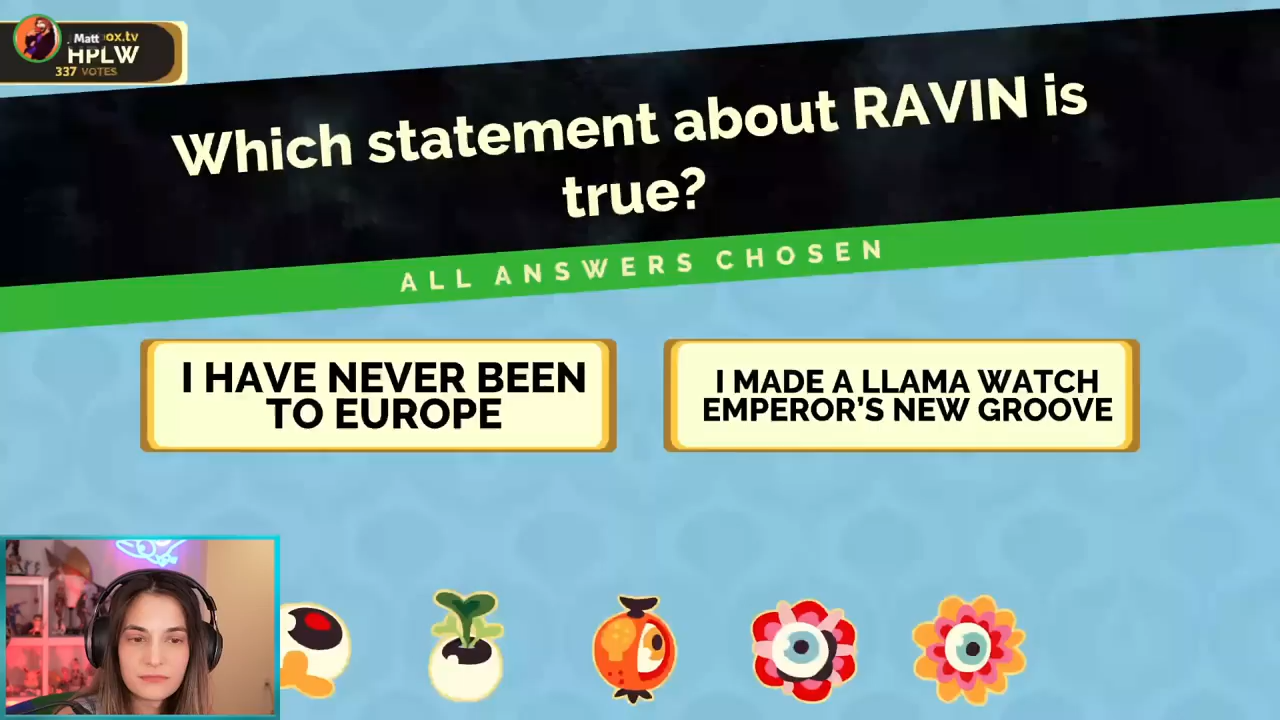 Matt
ox.tv
HPLW
337 VOTES
Which statement about RAVIN is
true?
ALL ANSWERS CHOSEN
I HAVE NEVER BEEN
TO EUROPE
I MADE A LLAMA WATCH
EMPEROR'S NEW GROOVE